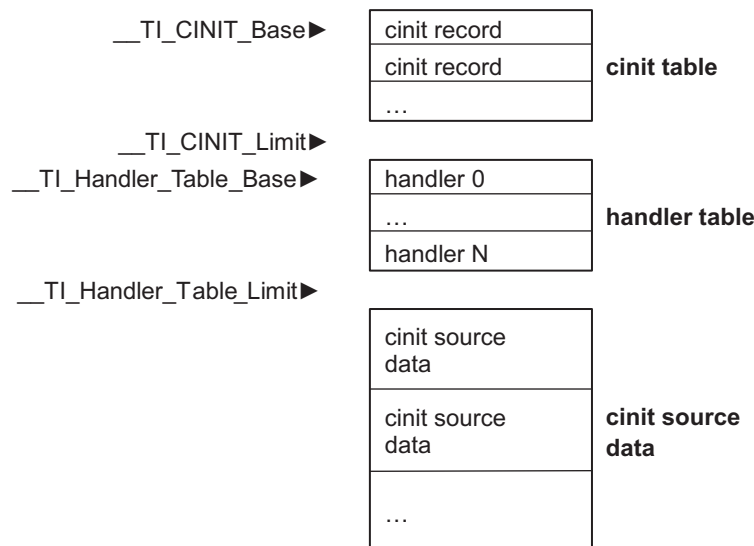 __TI_CINIT_Base►
cinit record
cinit record
cinit table
…
__TI_CINIT_Limit►
__TI_Handler_Table_Base►
handler 0
…
handler table
handler N
__TI_Handler_Table_Limit►
cinit source
data
cinit source
data
cinit source
data
…